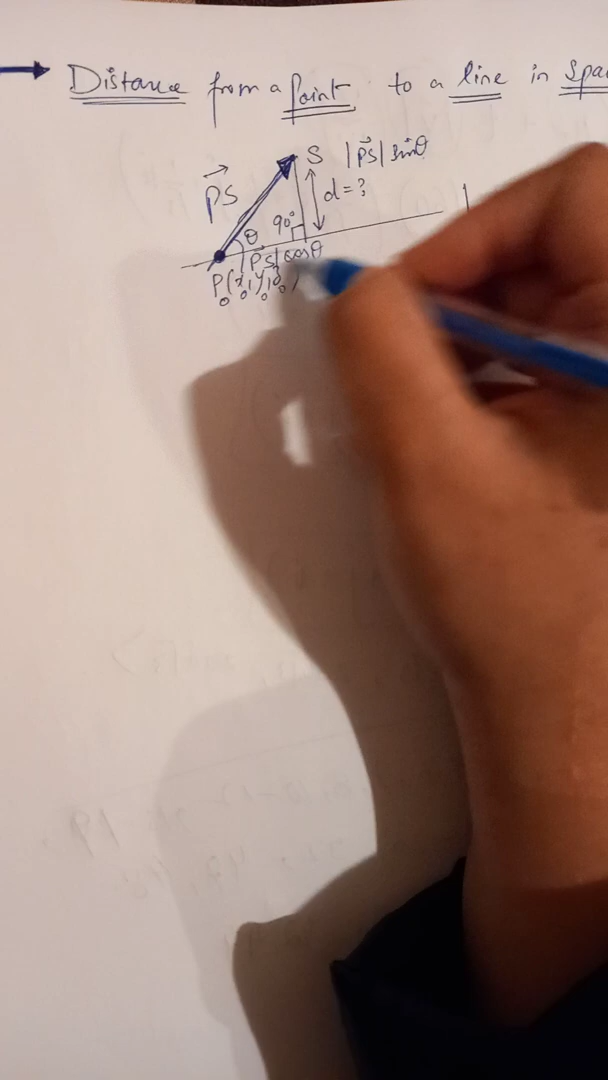 Distance from a point to a line in Spa
S |PS| sinθ
PS
d=?
90°
θ
|PS|cosθ
P(x₀, y₀, z₀)